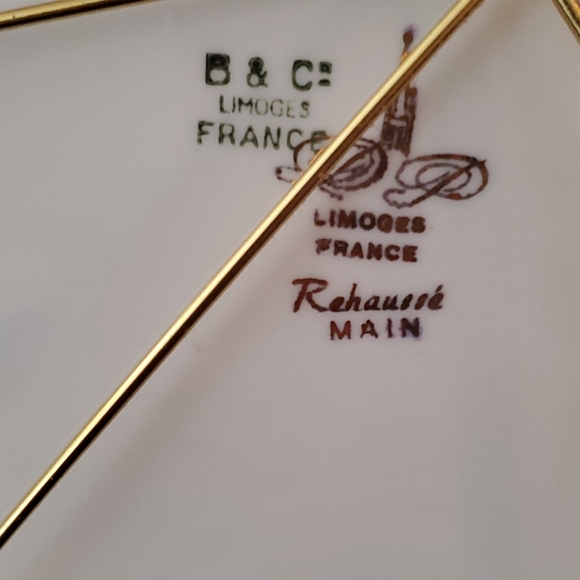 B & Co
LIMOGES
FRANCE
LIMOGES
FRANCE
Rehaussé
MAIN